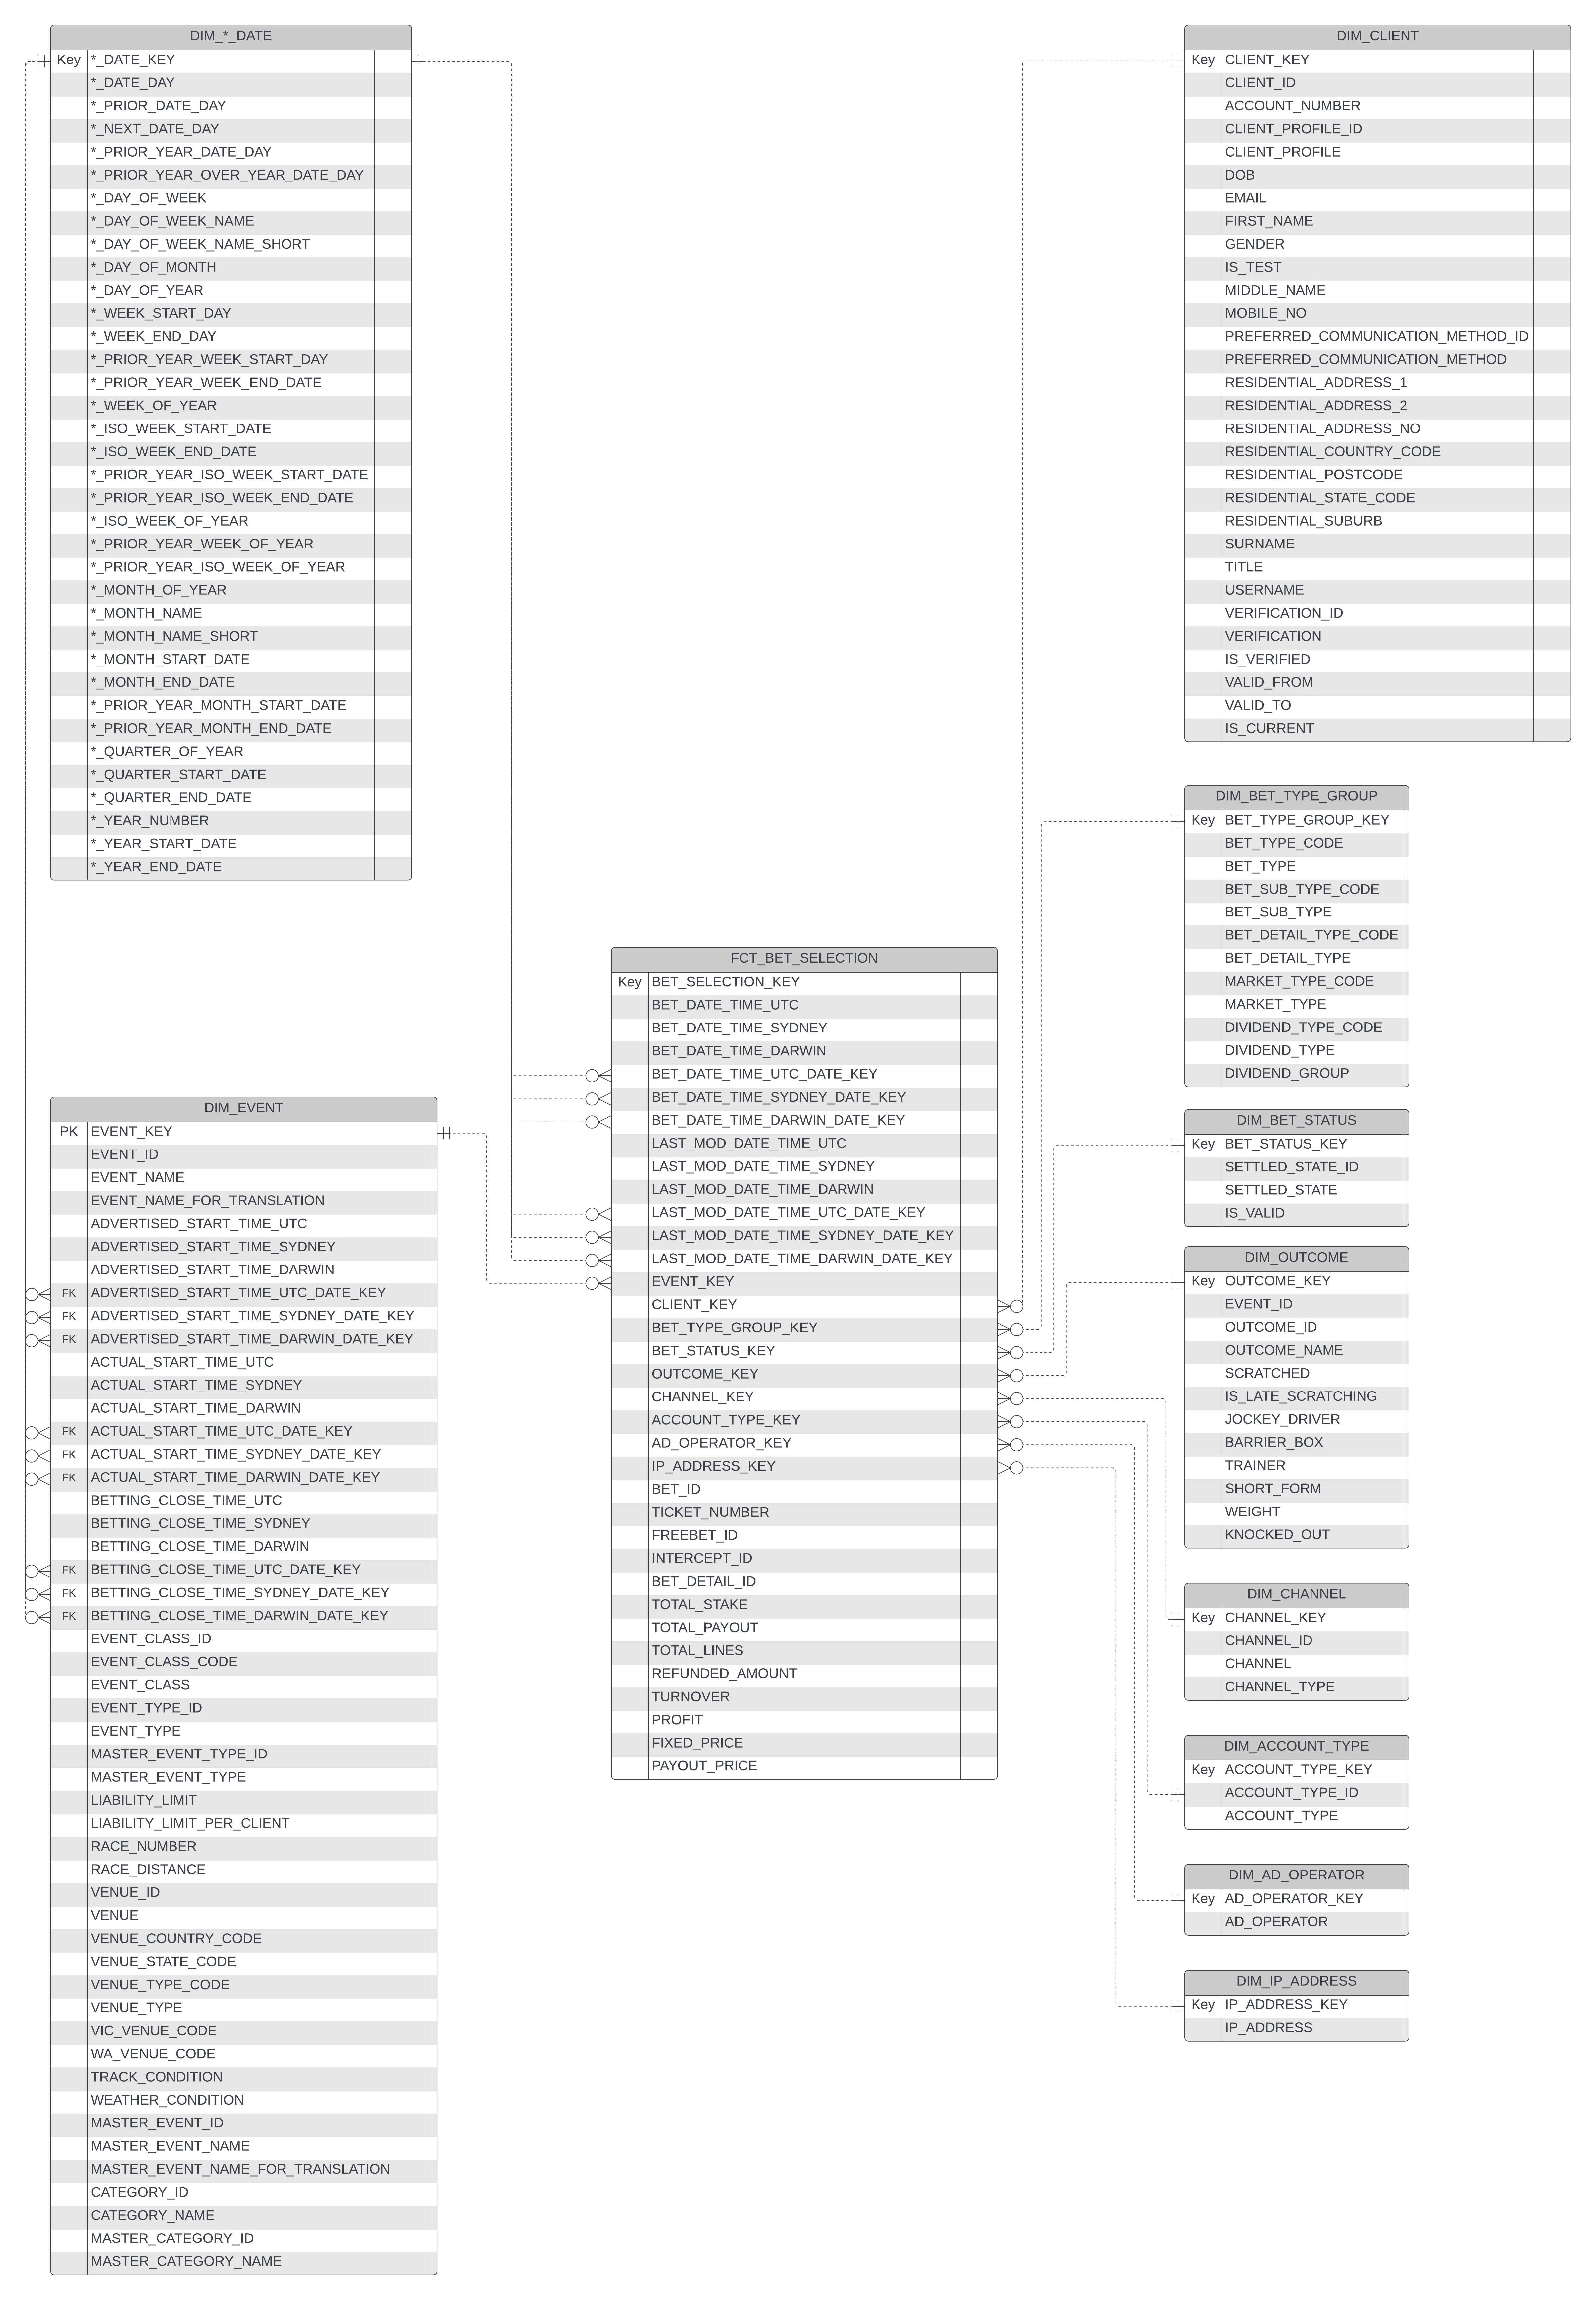 DIM_*_DATE
Key *_DATE_KEY
*_DATE_DAY
*_PRIOR_DATE_DAY
*_NEXT_DATE_DAY
*_PRIOR_YEAR_DATE_DAY
*_PRIOR_YEAR_OVER_YEAR_DATE_DAY
*_DAY_OF_WEEK
*_DAY_OF_WEEK_NAME
*_DAY_OF_WEEK_NAME_SHORT
*_DAY_OF_MONTH
*_DAY_OF_YEAR
*_WEEK_START_DAY
*_WEEK_END_DAY
*_PRIOR_YEAR_WEEK_START_DAY
*_PRIOR_YEAR_WEEK_END_DATE
*_WEEK_OF_YEAR
*_ISO_WEEK_START_DATE
*_ISO_WEEK_END_DATE
*_PRIOR_YEAR_ISO_WEEK_START_DATE
*_PRIOR_YEAR_ISO_WEEK_END_DATE
*_ISO_WEEK_OF_YEAR
*_PRIOR_YEAR_WEEK_OF_YEAR
*_PRIOR_YEAR_ISO_WEEK_OF_YEAR
*_MONTH_OF_YEAR
*_MONTH_NAME
*_MONTH_NAME_SHORT
*_MONTH_START_DATE
*_MONTH_END_DATE
*_PRIOR_YEAR_MONTH_START_DATE
*_PRIOR_YEAR_MONTH_END_DATE
*_QUARTER_OF_YEAR
*_QUARTER_START_DATE
*_QUARTER_END_DATE
*_YEAR_NUMBER
*_YEAR_START_DATE
*_YEAR_END_DATE
DIM_EVENT
PK EVENT_KEY
EVENT_ID
EVENT_NAME
EVENT_NAME_FOR_TRANSLATION
ADVERTISED_START_TIME_UTC
ADVERTISED_START_TIME_SYDNEY
ADVERTISED_START_TIME_DARWIN
FK ADVERTISED_START_TIME_UTC_DATE_KEY
FK ADVERTISED_START_TIME_SYDNEY_DATE_KEY
FK ADVERTISED_START_TIME_DARWIN_DATE_KEY
ACTUAL_START_TIME_UTC
ACTUAL_START_TIME_SYDNEY
ACTUAL_START_TIME_DARWIN
FK ACTUAL_START_TIME_UTC_DATE_KEY
FK ACTUAL_START_TIME_SYDNEY_DATE_KEY
FK ACTUAL_START_TIME_DARWIN_DATE_KEY
BETTING_CLOSE_TIME_UTC
BETTING_CLOSE_TIME_SYDNEY
BETTING_CLOSE_TIME_DARWIN
FK BETTING_CLOSE_TIME_UTC_DATE_KEY
FK BETTING_CLOSE_TIME_SYDNEY_DATE_KEY
FK BETTING_CLOSE_TIME_DARWIN_DATE_KEY
EVENT_CLASS_ID
EVENT_CLASS_CODE
EVENT_CLASS
EVENT_TYPE_ID
EVENT_TYPE
MASTER_EVENT_TYPE_ID
MASTER_EVENT_TYPE
LIABILITY_LIMIT
LIABILITY_LIMIT_PER_CLIENT
RACE_NUMBER
RACE_DISTANCE
VENUE_ID
VENUE
VENUE_COUNTRY_CODE
VENUE_STATE_CODE
VENUE_TYPE_CODE
VENUE_TYPE
VIC_VENUE_CODE
WA_VENUE_CODE
TRACK_CONDITION
WEATHER_CONDITION
MASTER_EVENT_ID
MASTER_EVENT_NAME
MASTER_EVENT_NAME_FOR_TRANSLATION
CATEGORY_ID
CATEGORY_NAME
MASTER_CATEGORY_ID
MASTER_CATEGORY_NAME
FCT_BET_SELECTION
Key BET_SELECTION_KEY
BET_DATE_TIME_UTC
BET_DATE_TIME_SYDNEY
BET_DATE_TIME_DARWIN
BET_DATE_TIME_UTC_DATE_KEY
BET_DATE_TIME_SYDNEY_DATE_KEY
BET_DATE_TIME_DARWIN_DATE_KEY
LAST_MOD_DATE_TIME_UTC
LAST_MOD_DATE_TIME_SYDNEY
LAST_MOD_DATE_TIME_DARWIN
LAST_MOD_DATE_TIME_UTC_DATE_KEY
LAST_MOD_DATE_TIME_SYDNEY_DATE_KEY
LAST_MOD_DATE_TIME_DARWIN_DATE_KEY
EVENT_KEY
CLIENT_KEY
BET_TYPE_GROUP_KEY
BET_STATUS_KEY
OUTCOME_KEY
CHANNEL_KEY
ACCOUNT_TYPE_KEY
AD_OPERATOR_KEY
IP_ADDRESS_KEY
BET_ID
TICKET_NUMBER
FREEBET_ID
INTERCEPT_ID
BET_DETAIL_ID
TOTAL_STAKE
TOTAL_PAYOUT
TOTAL_LINES
REFUNDED_AMOUNT
TURNOVER
PROFIT
FIXED_PRICE
PAYOUT_PRICE
DIM_CLIENT
Key CLIENT_KEY
CLIENT_ID
ACCOUNT_NUMBER
CLIENT_PROFILE_ID
CLIENT_PROFILE
DOB
EMAIL
FIRST_NAME
GENDER
IS_TEST
MIDDLE_NAME
MOBILE_NO
PREFERRED_COMMUNICATION_METHOD_ID
PREFERRED_COMMUNICATION_METHOD
RESIDENTIAL_ADDRESS_1
RESIDENTIAL_ADDRESS_2
RESIDENTIAL_ADDRESS_NO
RESIDENTIAL_COUNTRY_CODE
RESIDENTIAL_POSTCODE
RESIDENTIAL_STATE_CODE
RESIDENTIAL_SUBURB
SURNAME
TITLE
USERNAME
VERIFICATION_ID
VERIFICATION
IS_VERIFIED
VALID_FROM
VALID_TO
IS_CURRENT
DIM_BET_TYPE_GROUP
Key BET_TYPE_GROUP_KEY
BET_TYPE_CODE
BET_TYPE
BET_SUB_TYPE_CODE
BET_SUB_TYPE
BET_DETAIL_TYPE_CODE
BET_DETAIL_TYPE
MARKET_TYPE_CODE
MARKET_TYPE
DIVIDEND_TYPE_CODE
DIVIDEND_TYPE
DIVIDEND_GROUP
DIM_BET_STATUS
Key BET_STATUS_KEY
SETTLED_STATE_ID
SETTLED_STATE
IS_VALID
DIM_OUTCOME
Key OUTCOME_KEY
EVENT_ID
OUTCOME_ID
OUTCOME_NAME
SCRATCHED
IS_LATE_SCRATCHING
JOCKEY_DRIVER
BARRIER_BOX
TRAINER
SHORT_FORM
WEIGHT
KNOCKED_OUT
DIM_CHANNEL
Key CHANNEL_KEY
CHANNEL_ID
CHANNEL
CHANNEL_TYPE
DIM_ACCOUNT_TYPE
Key ACCOUNT_TYPE_KEY
ACCOUNT_TYPE_ID
ACCOUNT_TYPE
DIM_AD_OPERATOR
Key AD_OPERATOR_KEY
AD_OPERATOR
DIM_IP_ADDRESS
Key IP_ADDRESS_KEY
IP_ADDRESS